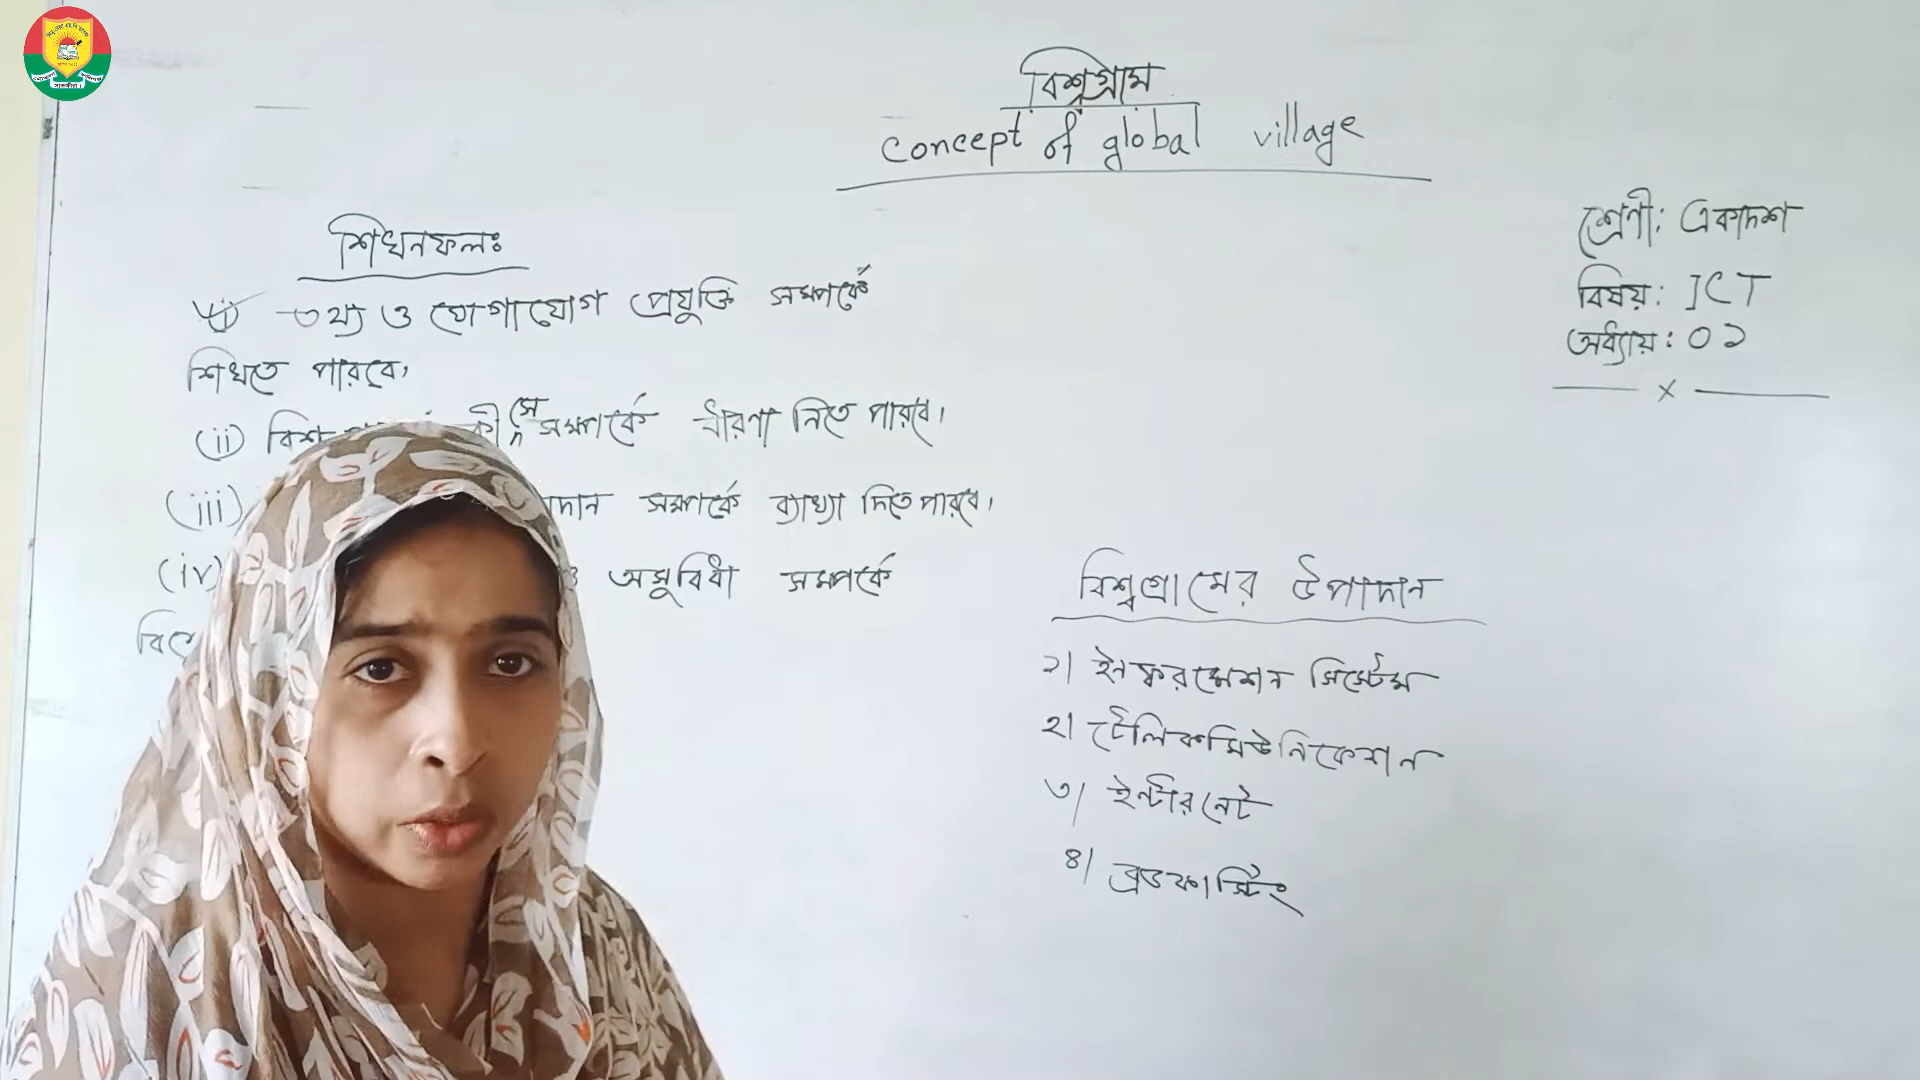 বিশ্বগ্রাম
concept of global village
শ্রেণী: একাদশ
বিষয়: ICT
অধ্যায়: ০১
শিখনফলঃ
(i) তথ্য ও যোগাযোগ প্রযুক্তি সম্পর্কে
শিখতে পারবে।
(ii) কী সে সম্পর্কে ধারণা নিতে পারবে।
(iii) সম্পর্কে ব্যাখ্যা দিতে পারবে।
(iv) অসুবিধা সম্পর্কে
বিশ্বগ্রামের উপাদান
১। ইনফরমেশন সিস্টেম
২। টেলিকমিউনিকেশন
৩। ইন্টারনেট
৪। ব্রডকাস্টিং